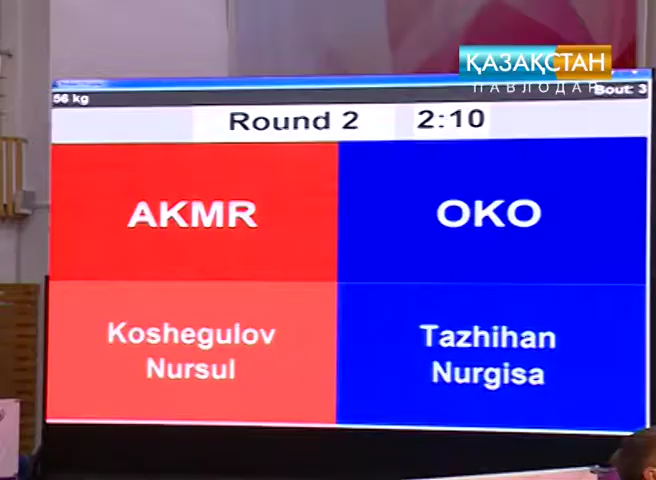 ҚАЗАҚСТАН
ПАВЛОДАР
56 kg
Bout: 3
Round 2 2:10
AKMR OKO
Koshegulov
Nursul
Tazhihan
Nurgisa